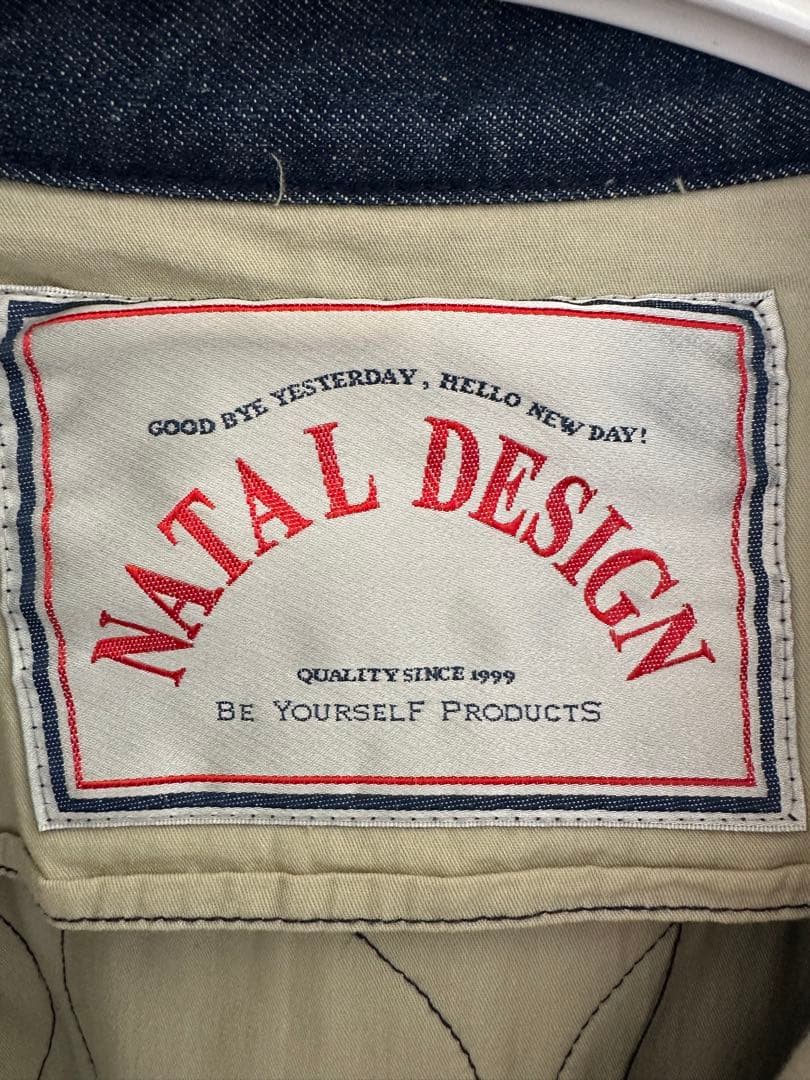 GOOD BYE YESTERDAY, HELLO NEW DAY!
NATAL DESIGN
QUALITY SINCE 1999
BE YOURSELF PRODUCTS